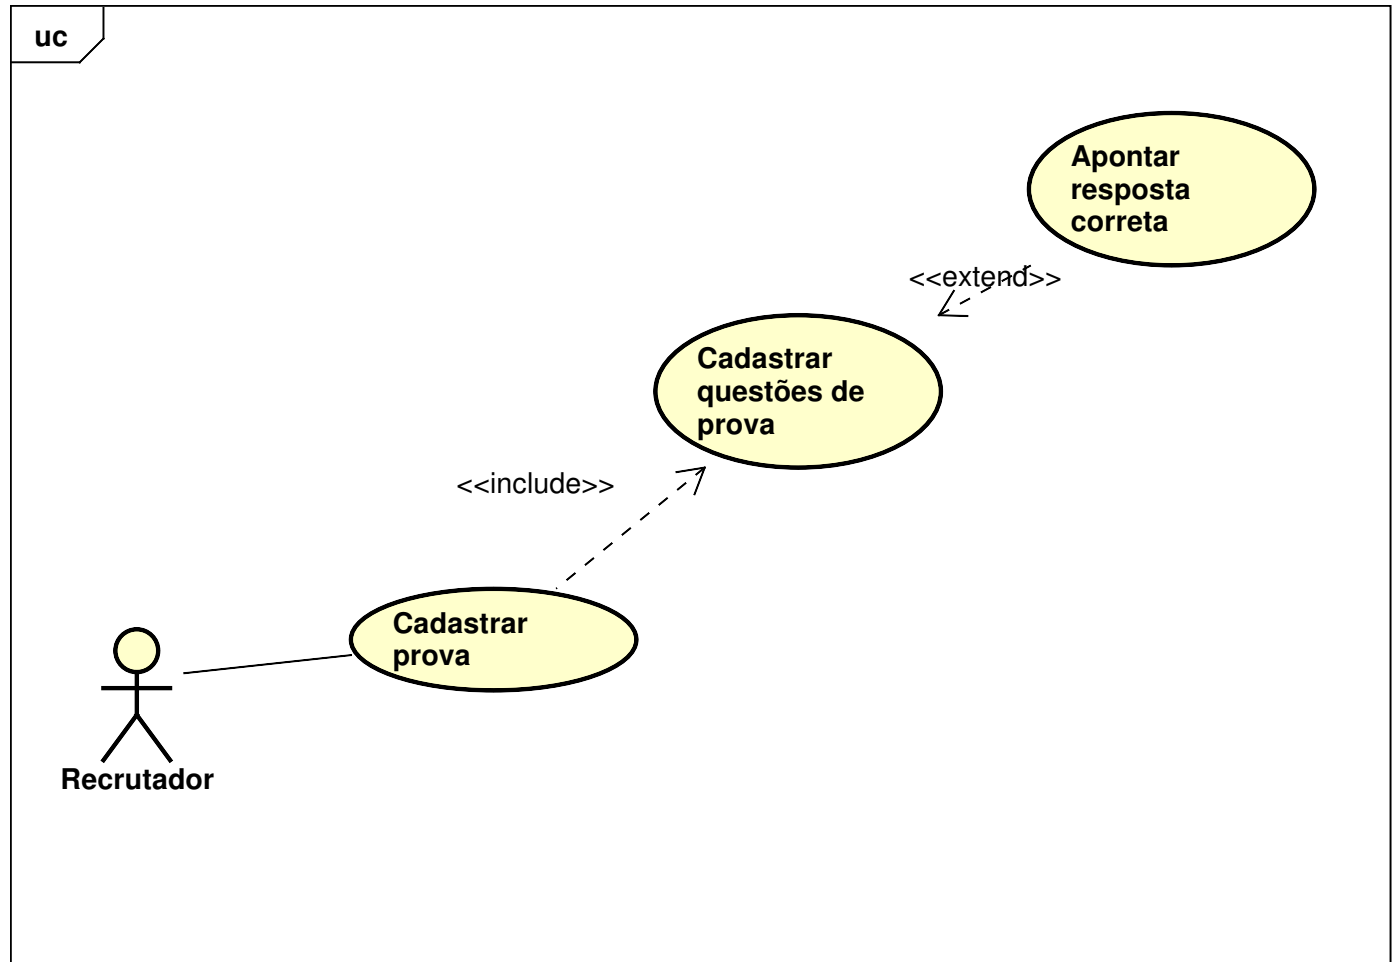 uc
Apontar
resposta
correta
<<extend>>
Cadastrar
questões de
prova
<<include>>
Cadastrar
prova
Recrutador